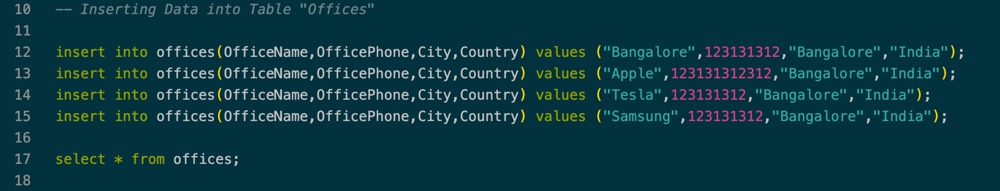 10 -- Inserting Data into Table "Offices"
11
12 insert into offices(OfficeName,OfficePhone,City,Country) values ("Bangalore",123131312,"Bangalore","India");
13 insert into offices(OfficeName,OfficePhone,City,Country) values ("Apple",123131312312,"Bangalore","India");
14 insert into offices(OfficeName,OfficePhone,City,Country) values ("Tesla",123131312,"Bangalore","India");
15 insert into offices(OfficeName,OfficePhone,City,Country) values ("Samsung",123131312,"Bangalore","India");
16
17 select * from offices;
18